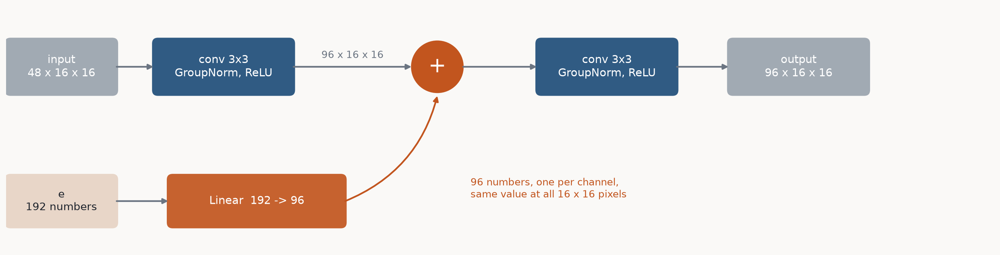 input
48 x 16 x 16
conv 3x3
GroupNorm, ReLU
96 x 16 x 16
+
conv 3x3
GroupNorm, ReLU
output
96 x 16 x 16
e
192 numbers
Linear  192 -> 96
96 numbers, one per channel,
same value at all 16 x 16 pixels